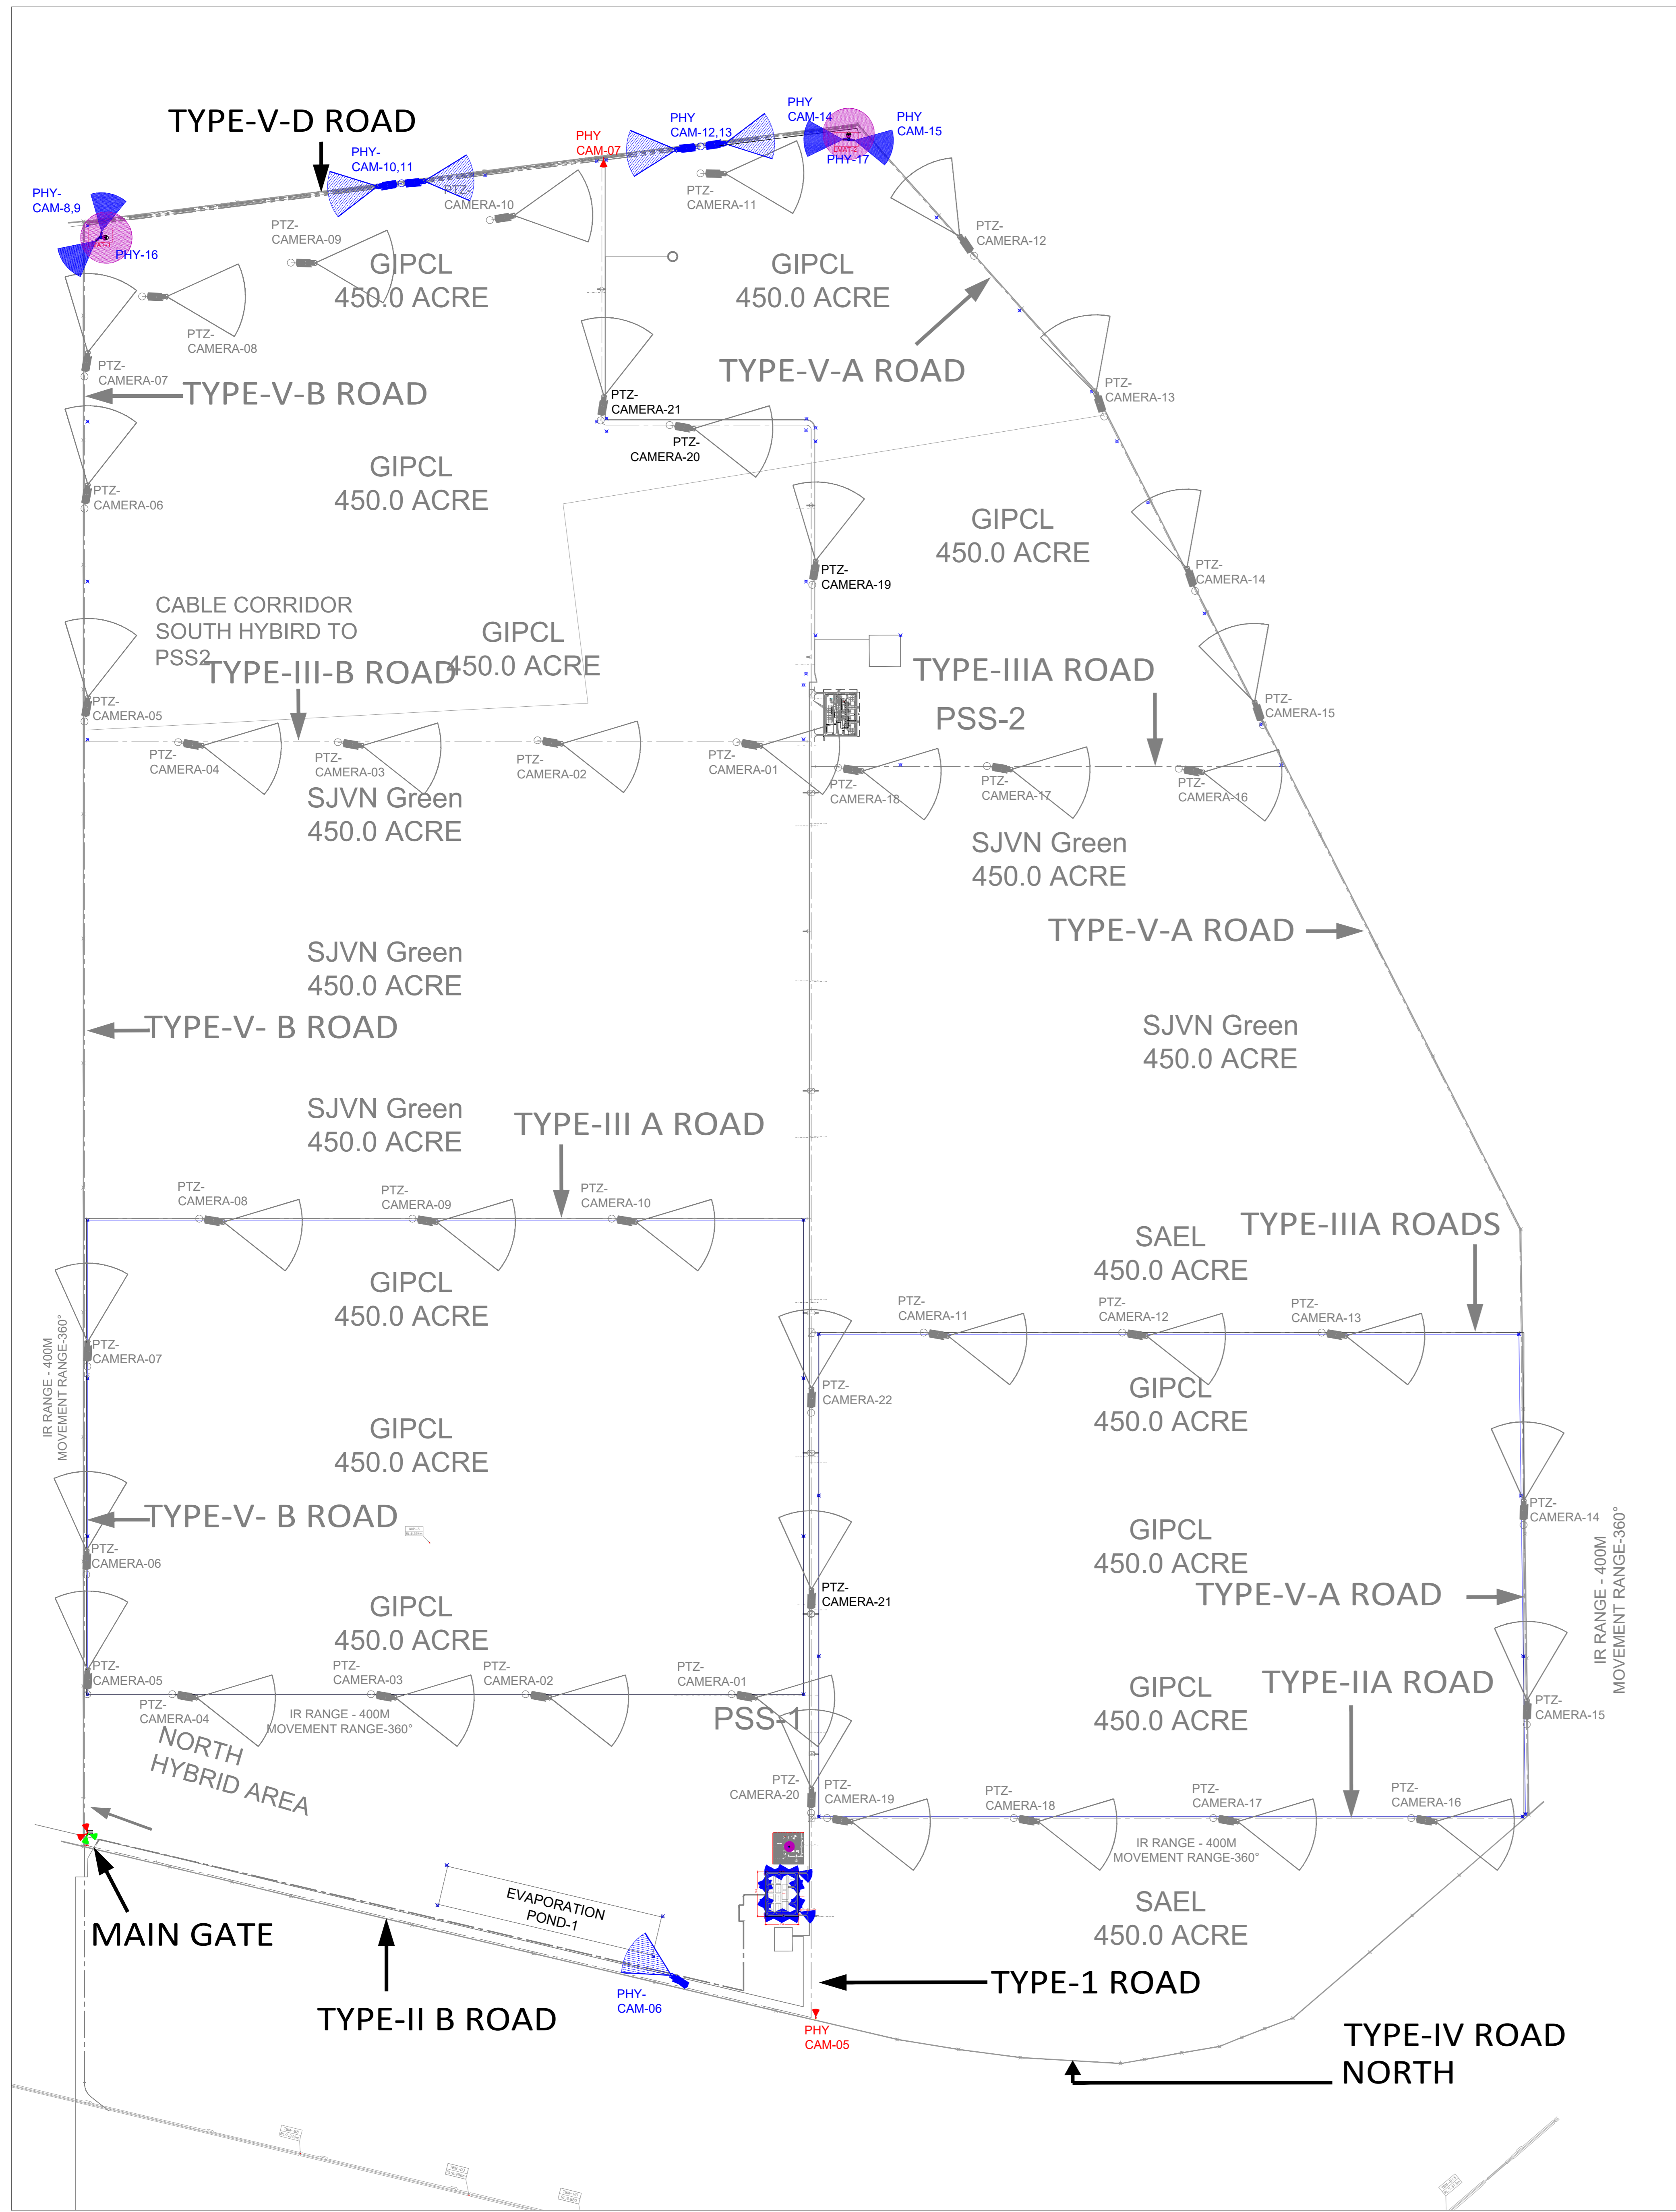 TYPE-V-D ROAD
PHY-
CAM-8,9
PHY-
CAM-10,11
PHY
CAM-07
PHY
CAM-12,13
PHY
CAM-14
PHY
CAM-15
LMAT-2
PHY-17
LMAT-1
PHY-16
PTZ-
CAMERA-09
PTZ-
CAMERA-10
PTZ-
CAMERA-11
PTZ-
CAMERA-12
GIPCL
450.0 ACRE
GIPCL
450.0 ACRE
PTZ-
CAMERA-08
PTZ-
CAMERA-07
TYPE-V-B ROAD
TYPE-V-A ROAD
PTZ-
CAMERA-13
PTZ-
CAMERA-21
PTZ-
CAMERA-20
GIPCL
450.0 ACRE
PTZ-
CAMERA-06
GIPCL
450.0 ACRE
PTZ-
CAMERA-19
PTZ-
CAMERA-14
CABLE CORRIDOR
SOUTH HYBIRD TO
PSS2
GIPCL
450.0 ACRE
TYPE-III-B ROAD
TYPE-IIIA ROAD
PSS-2
PTZ-
CAMERA-05
PTZ-
CAMERA-15
PTZ-
CAMERA-04
PTZ-
CAMERA-03
PTZ-
CAMERA-02
PTZ-
CAMERA-01
PTZ-
CAMERA-18
PTZ-
CAMERA-17
PTZ-
CAMERA-16
SJVN Green
450.0 ACRE
SJVN Green
450.0 ACRE
TYPE-V-A ROAD
SJVN Green
450.0 ACRE
TYPE-V- B ROAD
SJVN Green
450.0 ACRE
SJVN Green
450.0 ACRE
TYPE-III A ROAD
PTZ-
CAMERA-08
PTZ-
CAMERA-09
PTZ-
CAMERA-10
SAEL
450.0 ACRE
TYPE-IIIA ROADS
GIPCL
450.0 ACRE
PTZ-
CAMERA-11
PTZ-
CAMERA-12
PTZ-
CAMERA-13
IR RANGE - 400M
MOVEMENT RANGE-360°
PTZ-
CAMERA-07
PTZ-
CAMERA-22
GIPCL
450.0 ACRE
GIPCL
450.0 ACRE
TYPE-V- B ROAD
PTZ-
CAMERA-06
GIPCL
450.0 ACRE
PTZ-
CAMERA-14
IR RANGE - 400M
MOVEMENT RANGE-360°
PTZ-
CAMERA-21
TYPE-V-A ROAD
GIPCL
450.0 ACRE
PTZ-
CAMERA-05
PTZ-
CAMERA-04
PTZ-
CAMERA-03
PTZ-
CAMERA-02
PTZ-
CAMERA-01
IR RANGE - 400M
MOVEMENT RANGE-360°
PSS-1
GIPCL
450.0 ACRE
TYPE-IIA ROAD
PTZ-
CAMERA-15
NORTH
HYBRID AREA
PTZ-
CAMERA-20
PTZ-
CAMERA-19
PTZ-
CAMERA-18
PTZ-
CAMERA-17
PTZ-
CAMERA-16
IR RANGE - 400M
MOVEMENT RANGE-360°
EVAPORATION
POND-1
SAEL
450.0 ACRE
MAIN GATE
TYPE-1 ROAD
PHY-
CAM-06
TYPE-II B ROAD
PHY
CAM-05
TYPE-IV ROAD
NORTH